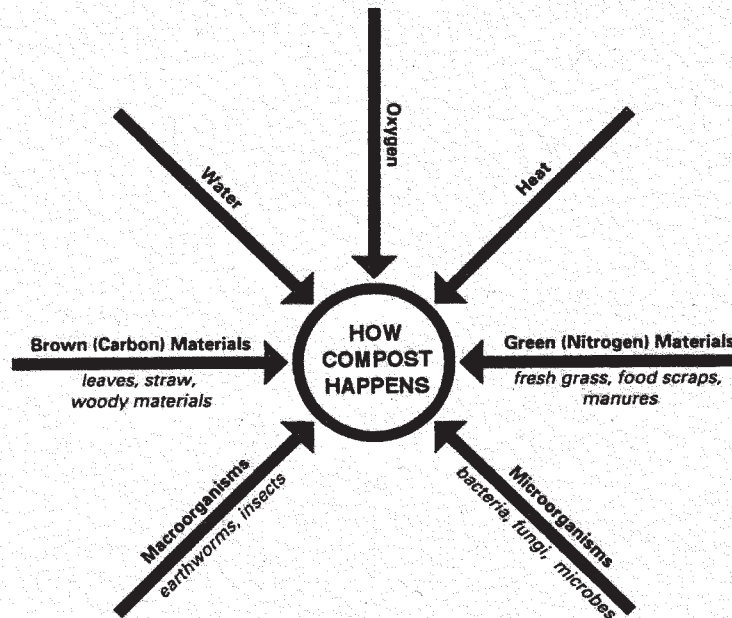 Oxygen
Water
Heat
Brown (Carbon) Materials
leaves, straw,
woody materials
HOW
COMPOST
HAPPENS
Green (Nitrogen) Materials
fresh grass, food scraps,
manures
Macroorganisms
earthworms, insects
Microorganisms
bacteria, fungi, microbes